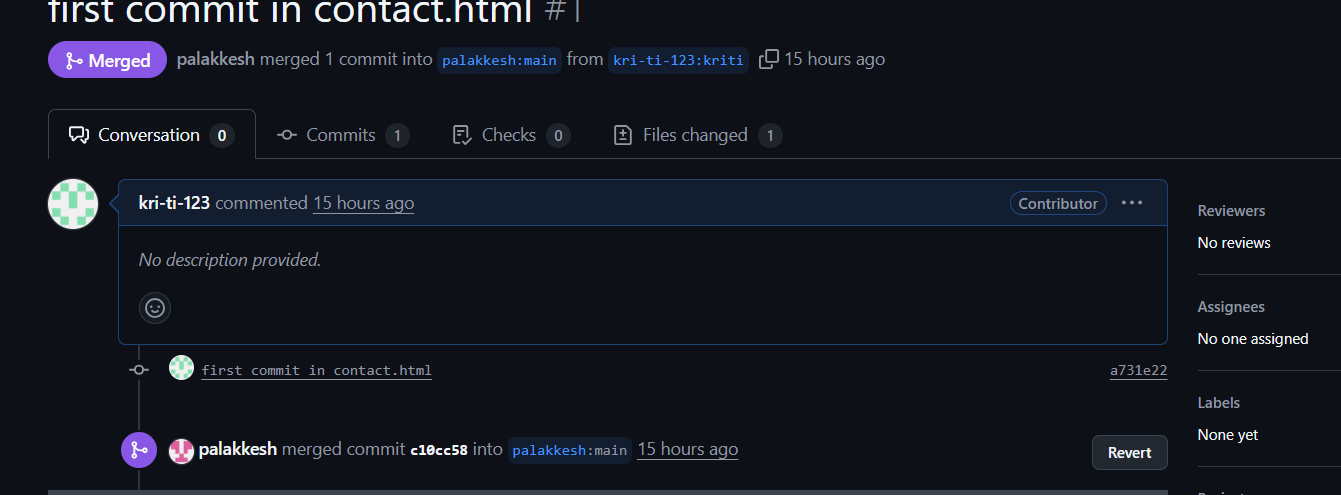 first commit in contact.html #1
Merged palakkesh merged 1 commit into palakkesh:main from kri-ti-123:kriti 15 hours ago
Conversation 0 Commits 1 Checks 0 Files changed 1
kri-ti-123 commented 15 hours ago Contributor
No description provided.
first commit in contact.html a731e22
palakkesh merged commit c10cc58 into palakkesh:main 15 hours ago Revert
Reviewers
No reviews
Assignees
No one assigned
Labels
None yet